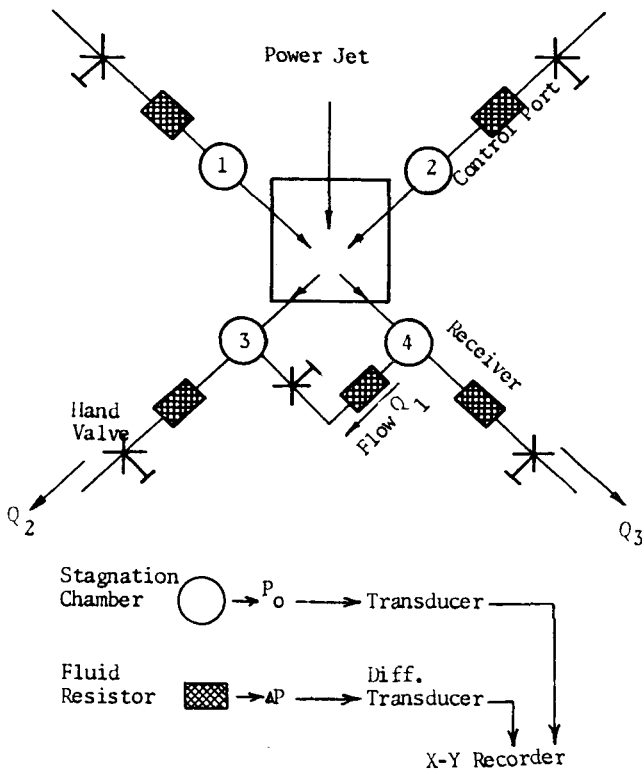 Power Jet
Control Port
1
2
3
4
Receiver
Hand
Valve
Flow Q1
Q2
Q3
Stagnation
Chamber
Po
Transducer
Fluid
Resistor
ΔP
Diff.
Transducer
X-Y Recorder